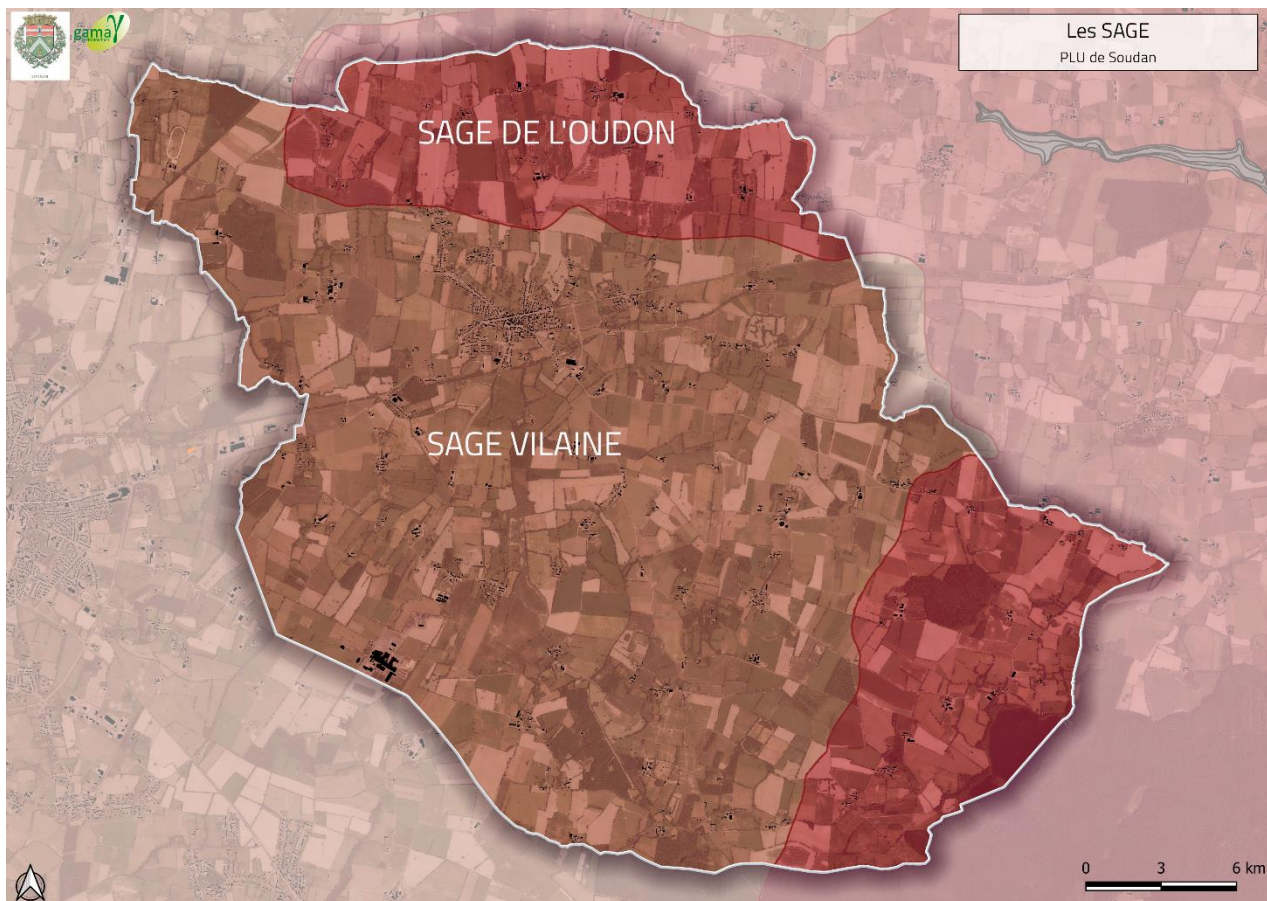 gama
Les SAGE
PLU de Soudan
SAGE DE L'OUDON
SAGE VILAINE
0 3 6 km